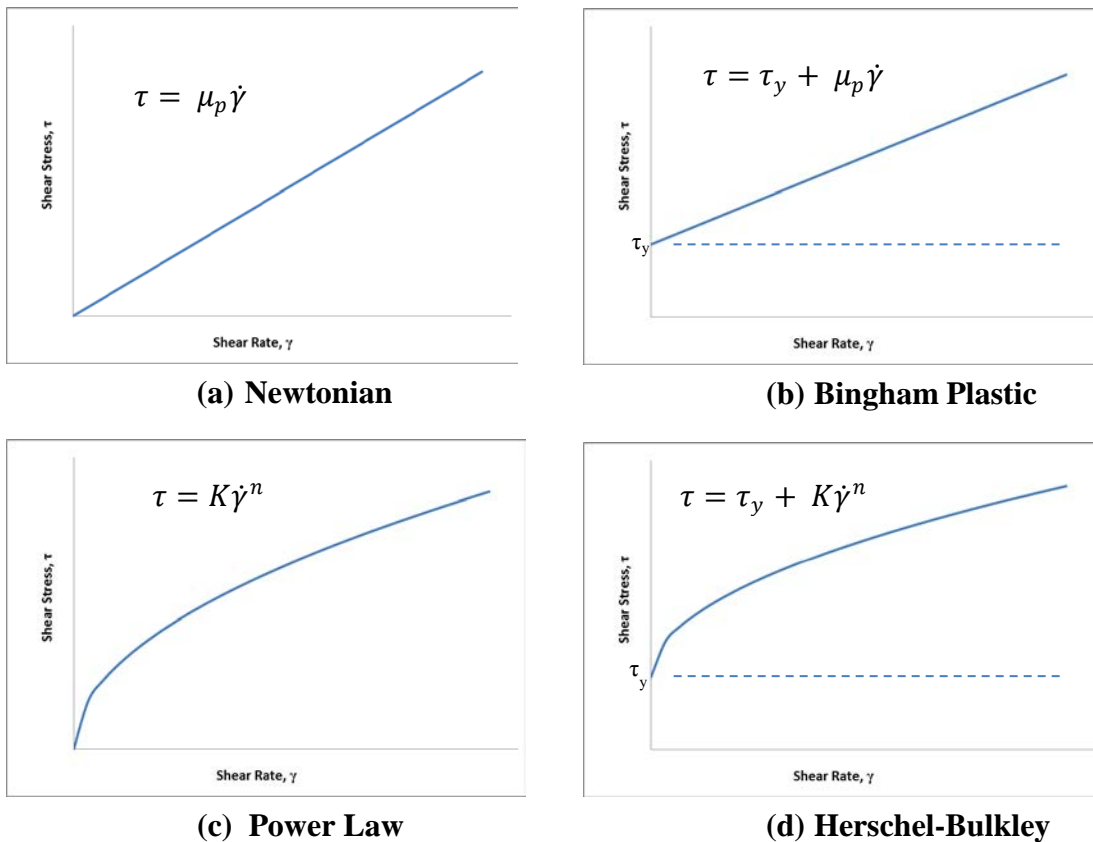 τ = μ_p γ̇
Shear Stress, τ
Shear Rate, γ
(a) Newtonian
τ = τ_y + μ_p γ̇
Shear Stress, τ
τ_y
Shear Rate, γ
(b) Bingham Plastic
τ = Kγ̇^n
Shear Stress, τ
Shear Rate, γ
(c) Power Law
τ = τ_y + Kγ̇^n
Shear Stress, τ
τ_y
Shear Rate, γ
(d) Herschel-Bulkley